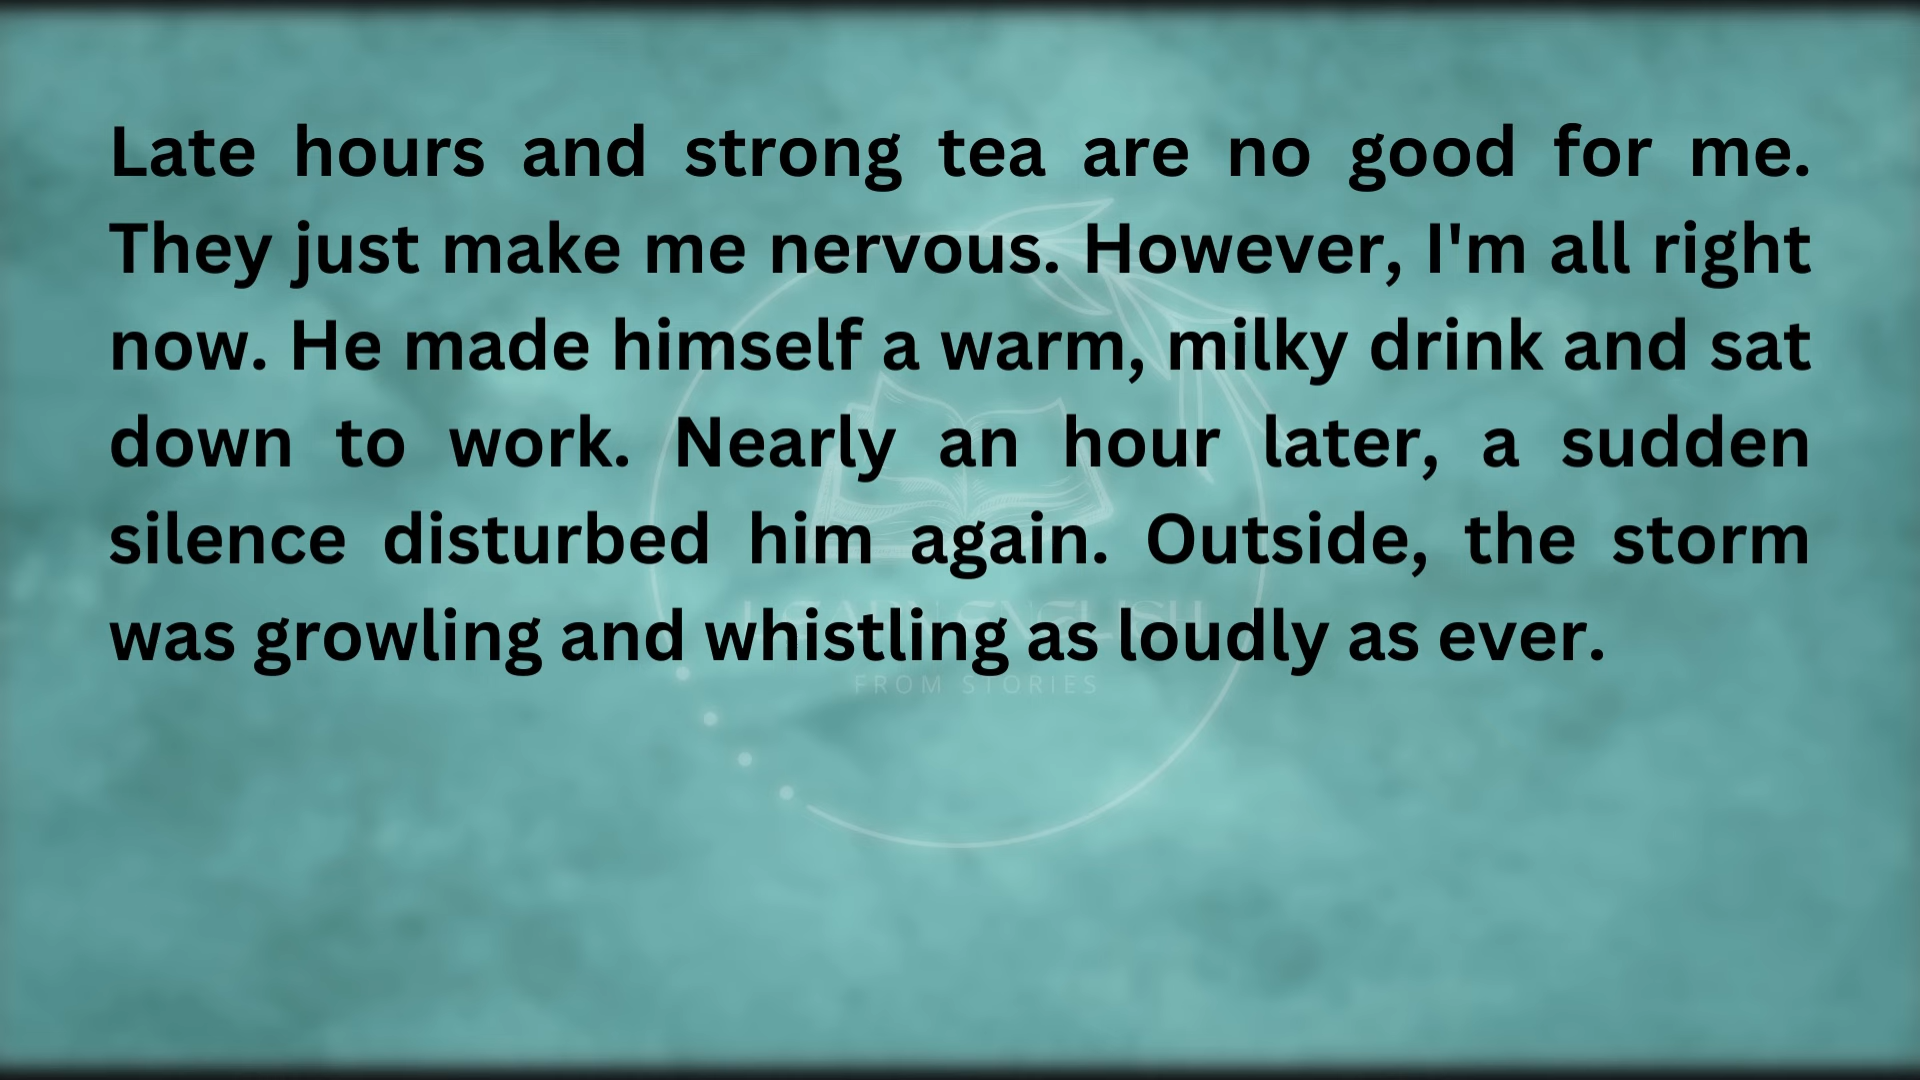 Late hours and strong tea are no good for me.
They just make me nervous. However, I'm all right
now. He made himself a warm, milky drink and sat
down to work. Nearly an hour later, a sudden
silence disturbed him again. Outside, the storm
was growling and whistling as loudly as ever.
LEARN ENGLISH
FROM STORIES